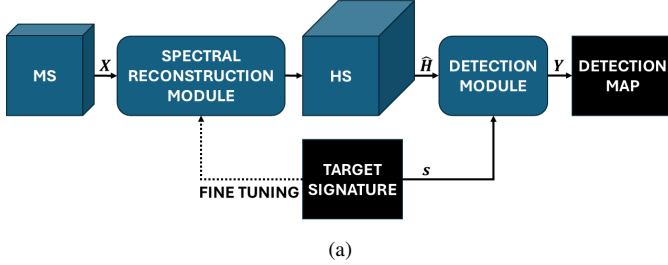 MS
X
SPECTRAL
RECONSTRUCTION
MODULE
HS
Ĥ
DETECTION
MODULE
Y
DETECTION
MAP
FINE TUNING
TARGET
SIGNATURE
s
(a)